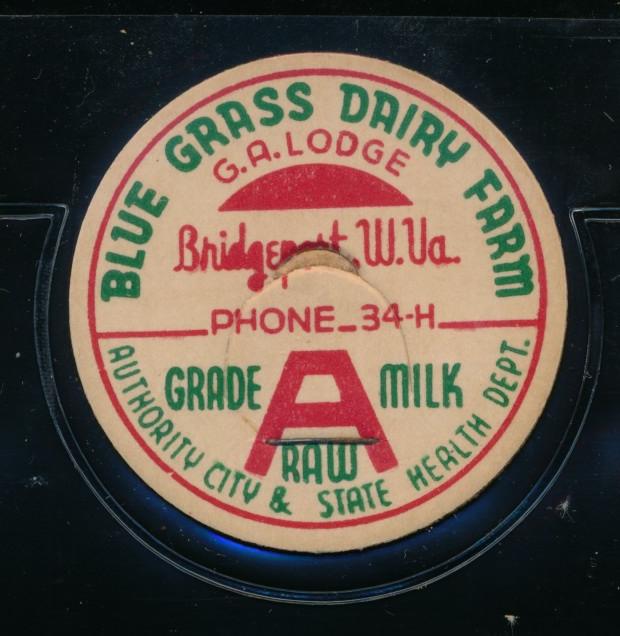 BLUE GRASS DAIRY FARM
G.A. LODGE
Bridgeport, W.Va.
PHONE 34-H
GRADE A MILK
RAW
AUTHORITY CITY & STATE HEALTH DEPT.